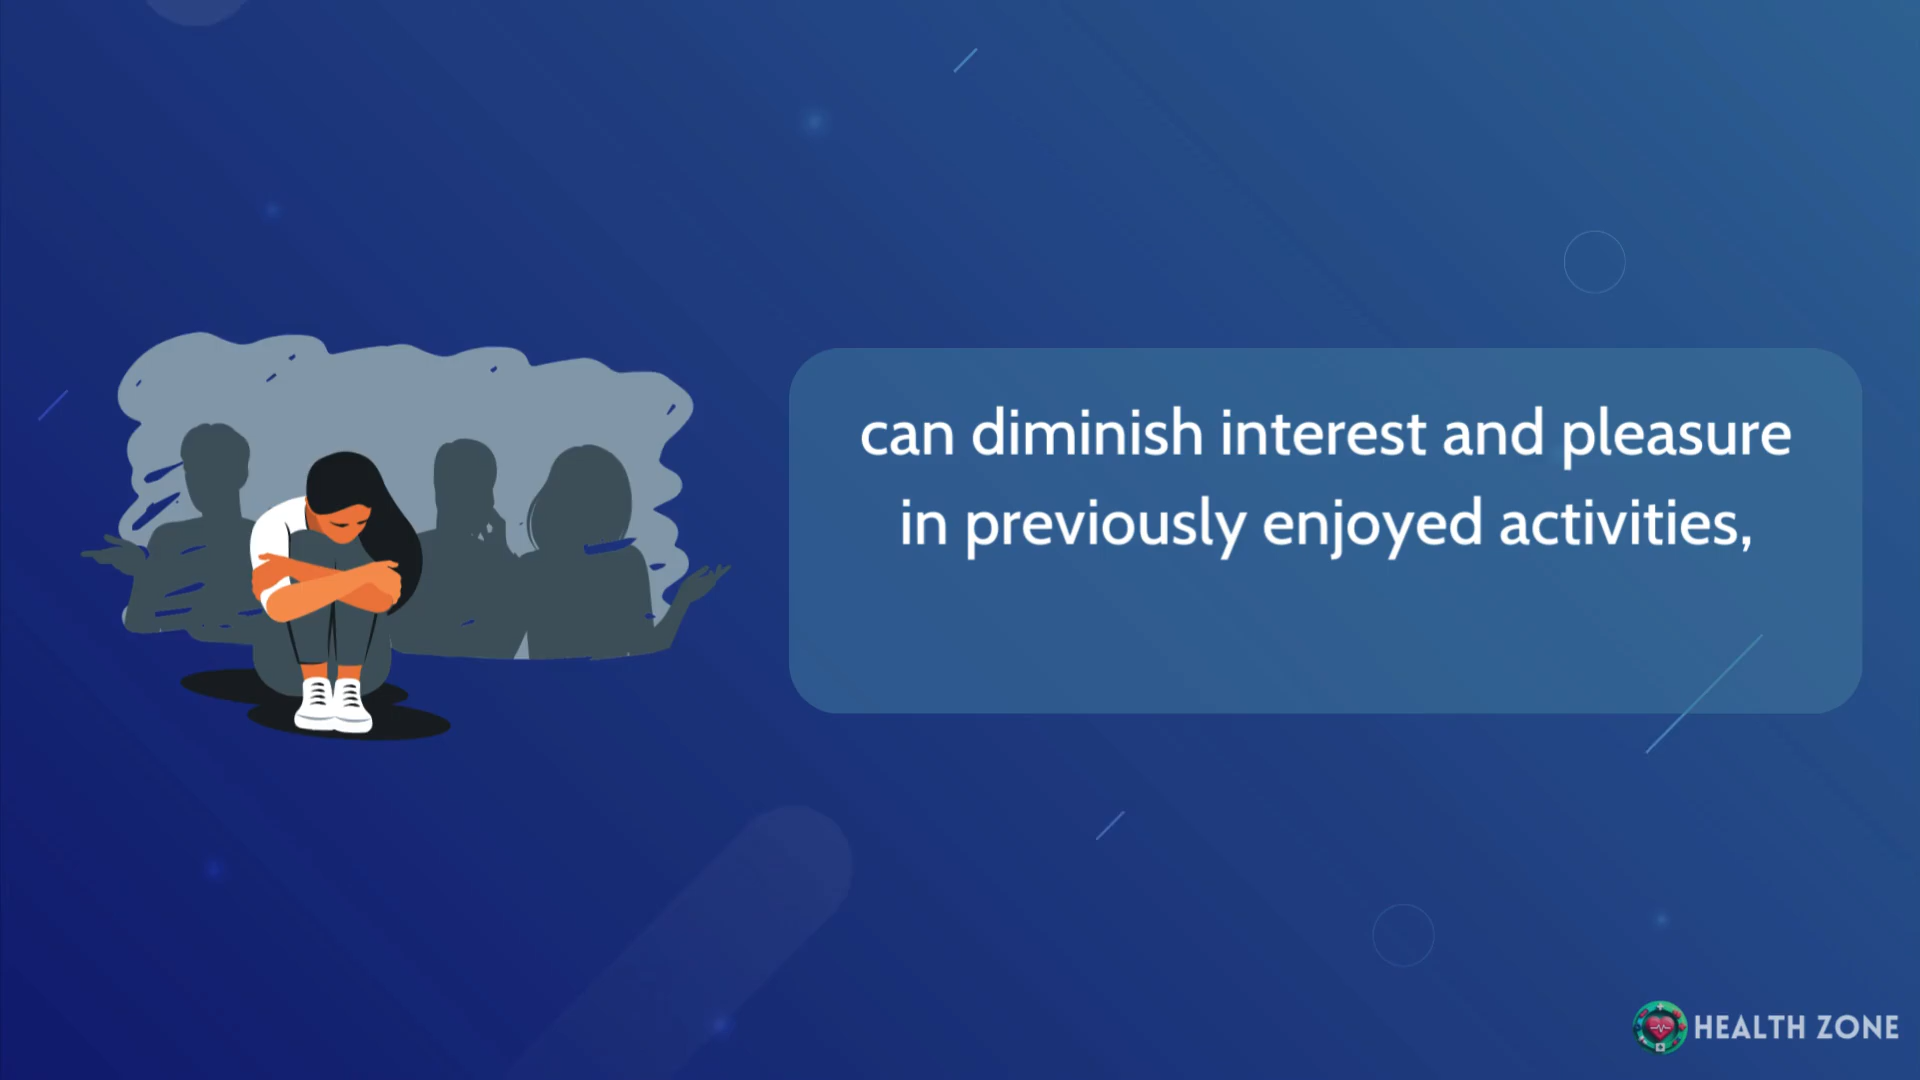 can diminish interest and pleasure
in previously enjoyed activities,
HEALTH ZONE